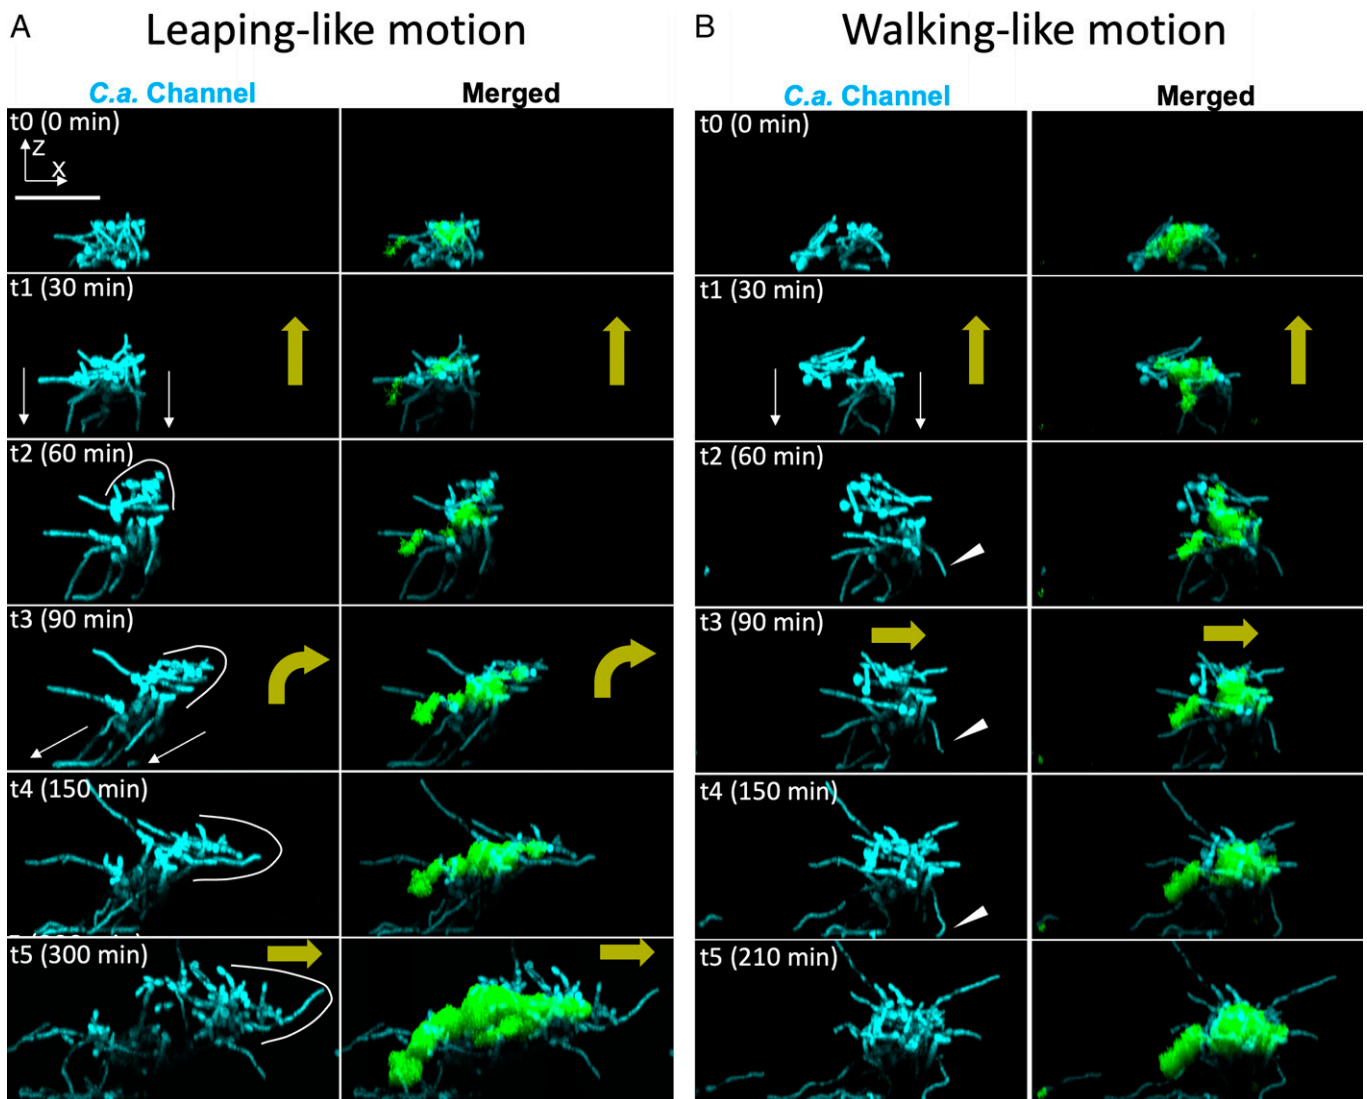 A
Leaping-like motion
C.a. Channel
Merged
t0 (0 min)
Z
X
t1 (30 min)
t2 (60 min)
t3 (90 min)
t4 (150 min)
t5 (300 min)
B
Walking-like motion
C.a. Channel
Merged
t0 (0 min)
t1 (30 min)
t2 (60 min)
t3 (90 min)
t4 (150 min)
t5 (210 min)